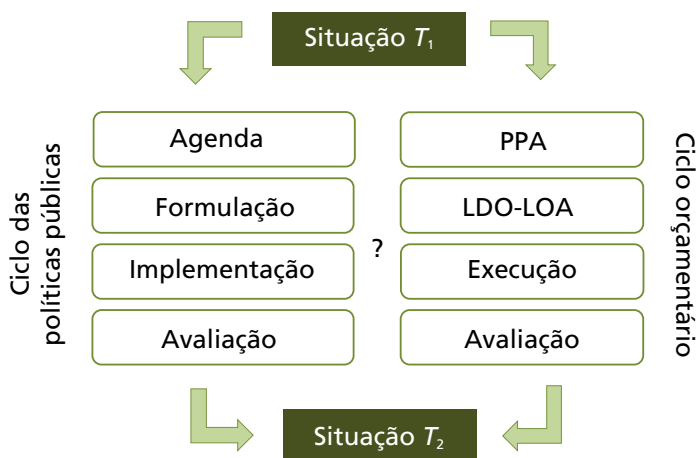 Situação T1
Ciclo das
políticas públicas
Agenda
Formulação
Implementação
Avaliação
?
PPA
LDO-LOA
Execução
Avaliação
Ciclo orçamentário
Situação T2